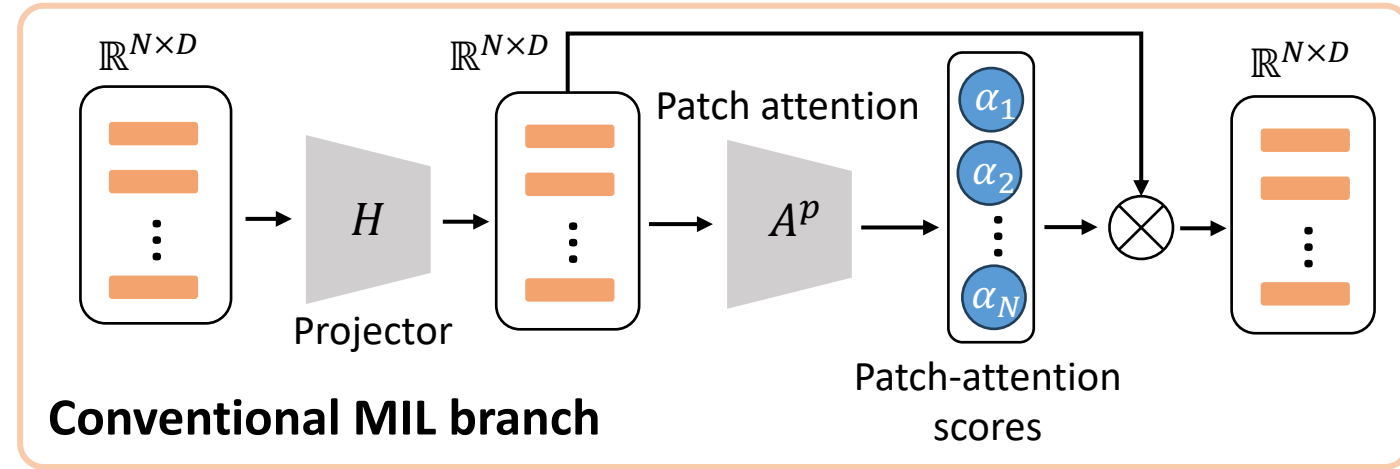 ℝ^{N×D}
ℝ^{N×D}
ℝ^{N×D}
Patch attention
α_1
α_2
α_N
H
A^p
Projector
Patch-attention
scores
Conventional MIL branch